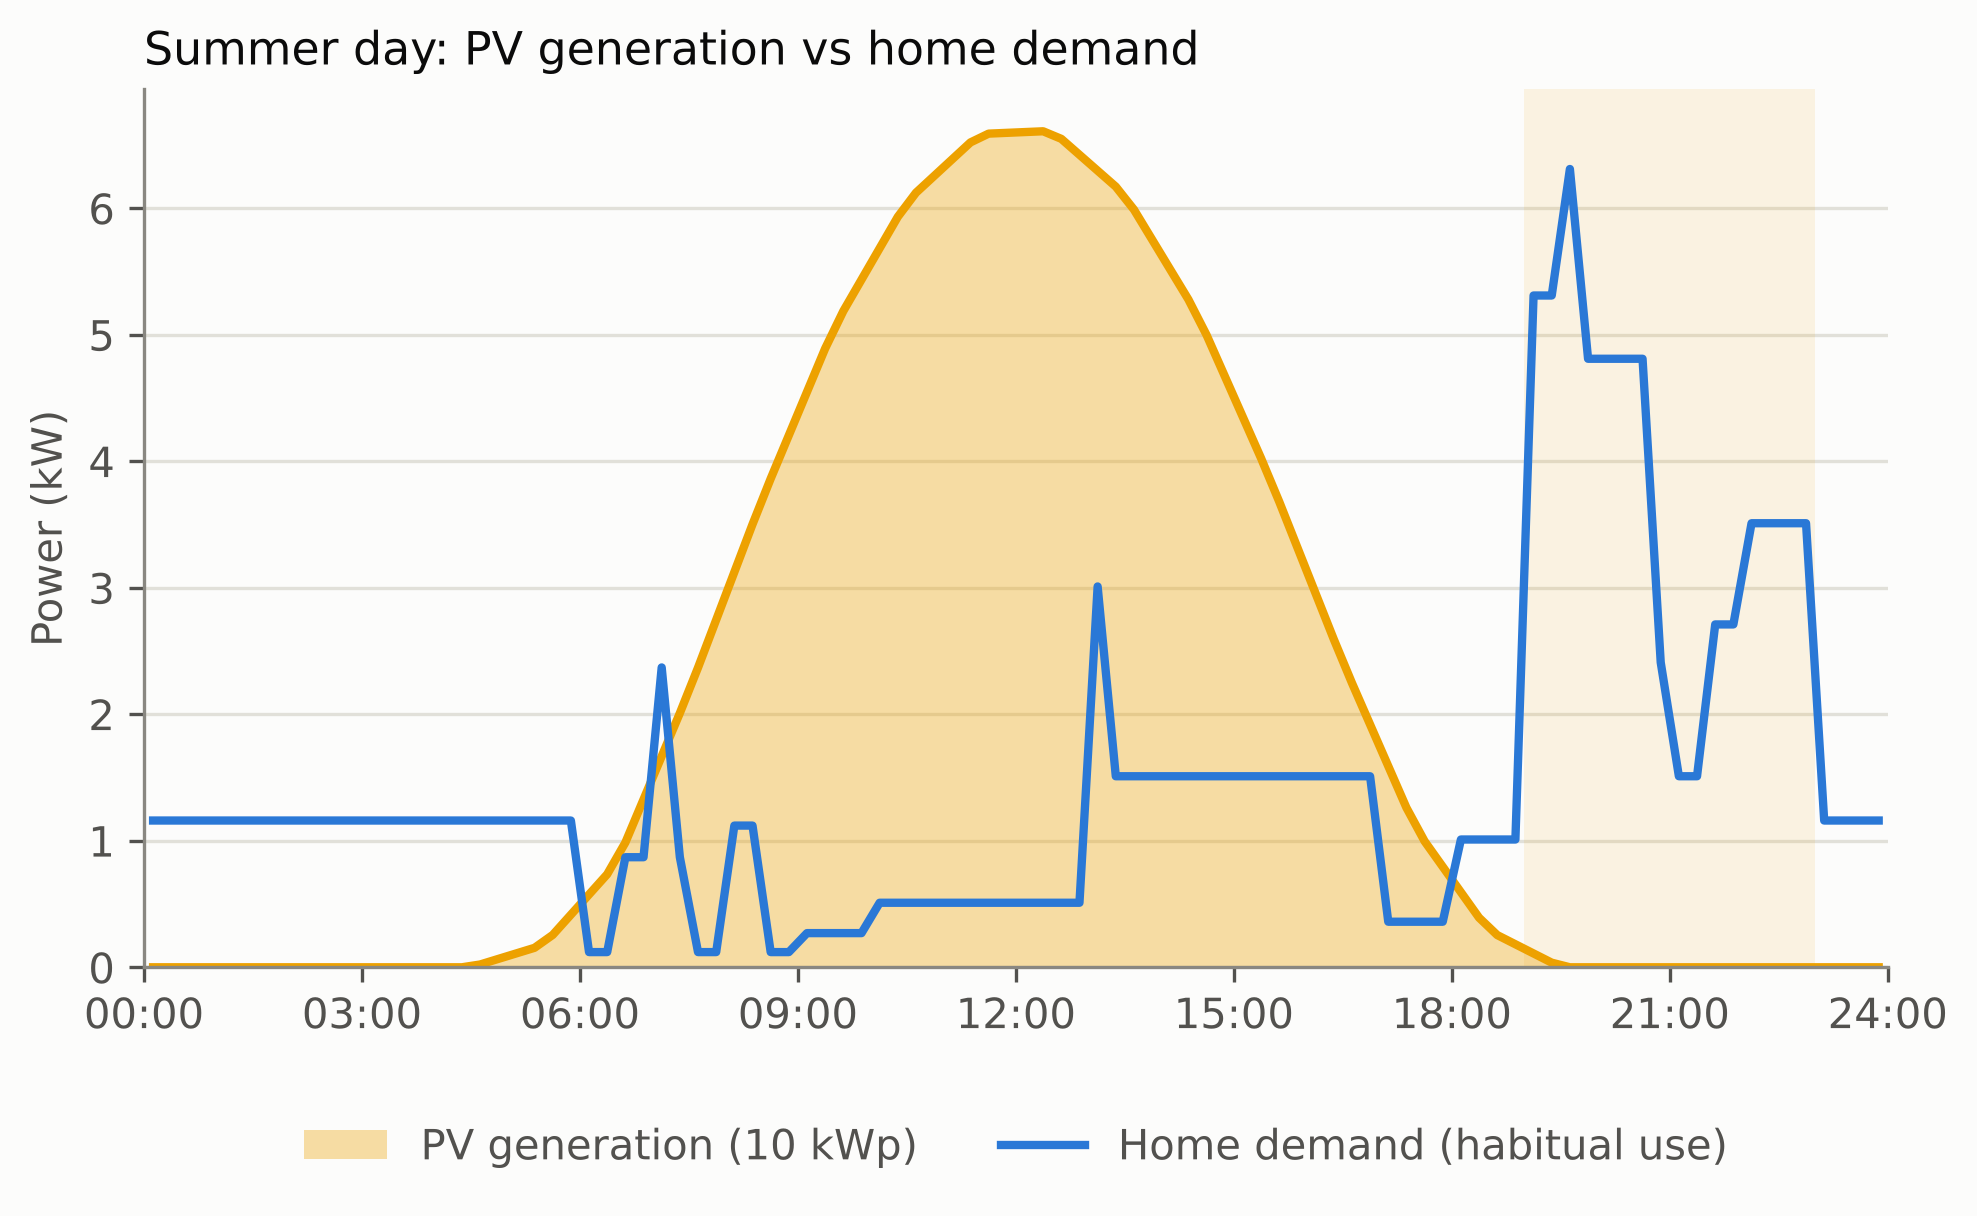 Summer day: PV generation vs home demand
Power (kW)
6
5
4
3
2
1
0
00:00 03:00 06:00 09:00 12:00 15:00 18:00 21:00 24:00
PV generation (10 kWp) Home demand (habitual use)